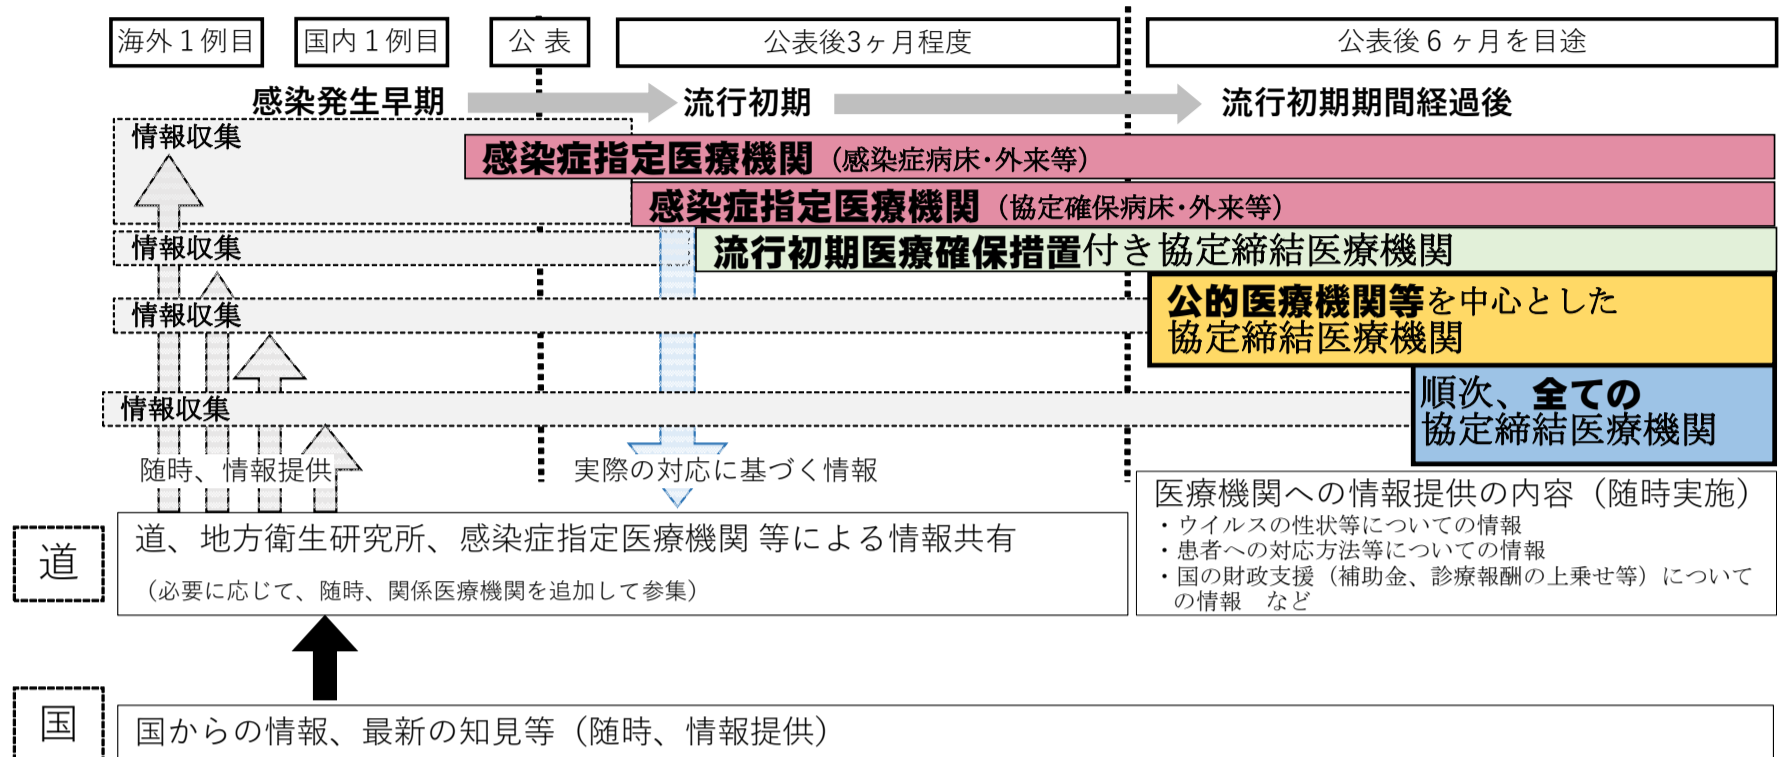 海外１例目
国内１例目
公 表
公表後3ヶ月程度
公表後６ヶ月を目途
感染発生早期
流行初期
流行初期期間経過後
情報収集
感染症指定医療機関（感染症病床・外来等）
感染症指定医療機関（協定確保病床・外来等）
情報収集
流行初期医療確保措置付き協定締結医療機関
情報収集
公的医療機関等を中心とした
協定締結医療機関
情報収集
順次、全ての
協定締結医療機関
随時、情報提供
実際の対応に基づく情報
医療機関への情報提供の内容（随時実施）
・ウイルスの性状等についての情報
・患者への対応方法等についての情報
・国の財政支援（補助金、診療報酬の上乗せ等）について
の情報　など
道
道、地方衛生研究所、感染症指定医療機関 等による情報共有
（必要に応じて、随時、関係医療機関を追加して参集）
国
国からの情報、最新の知見等（随時、情報提供）